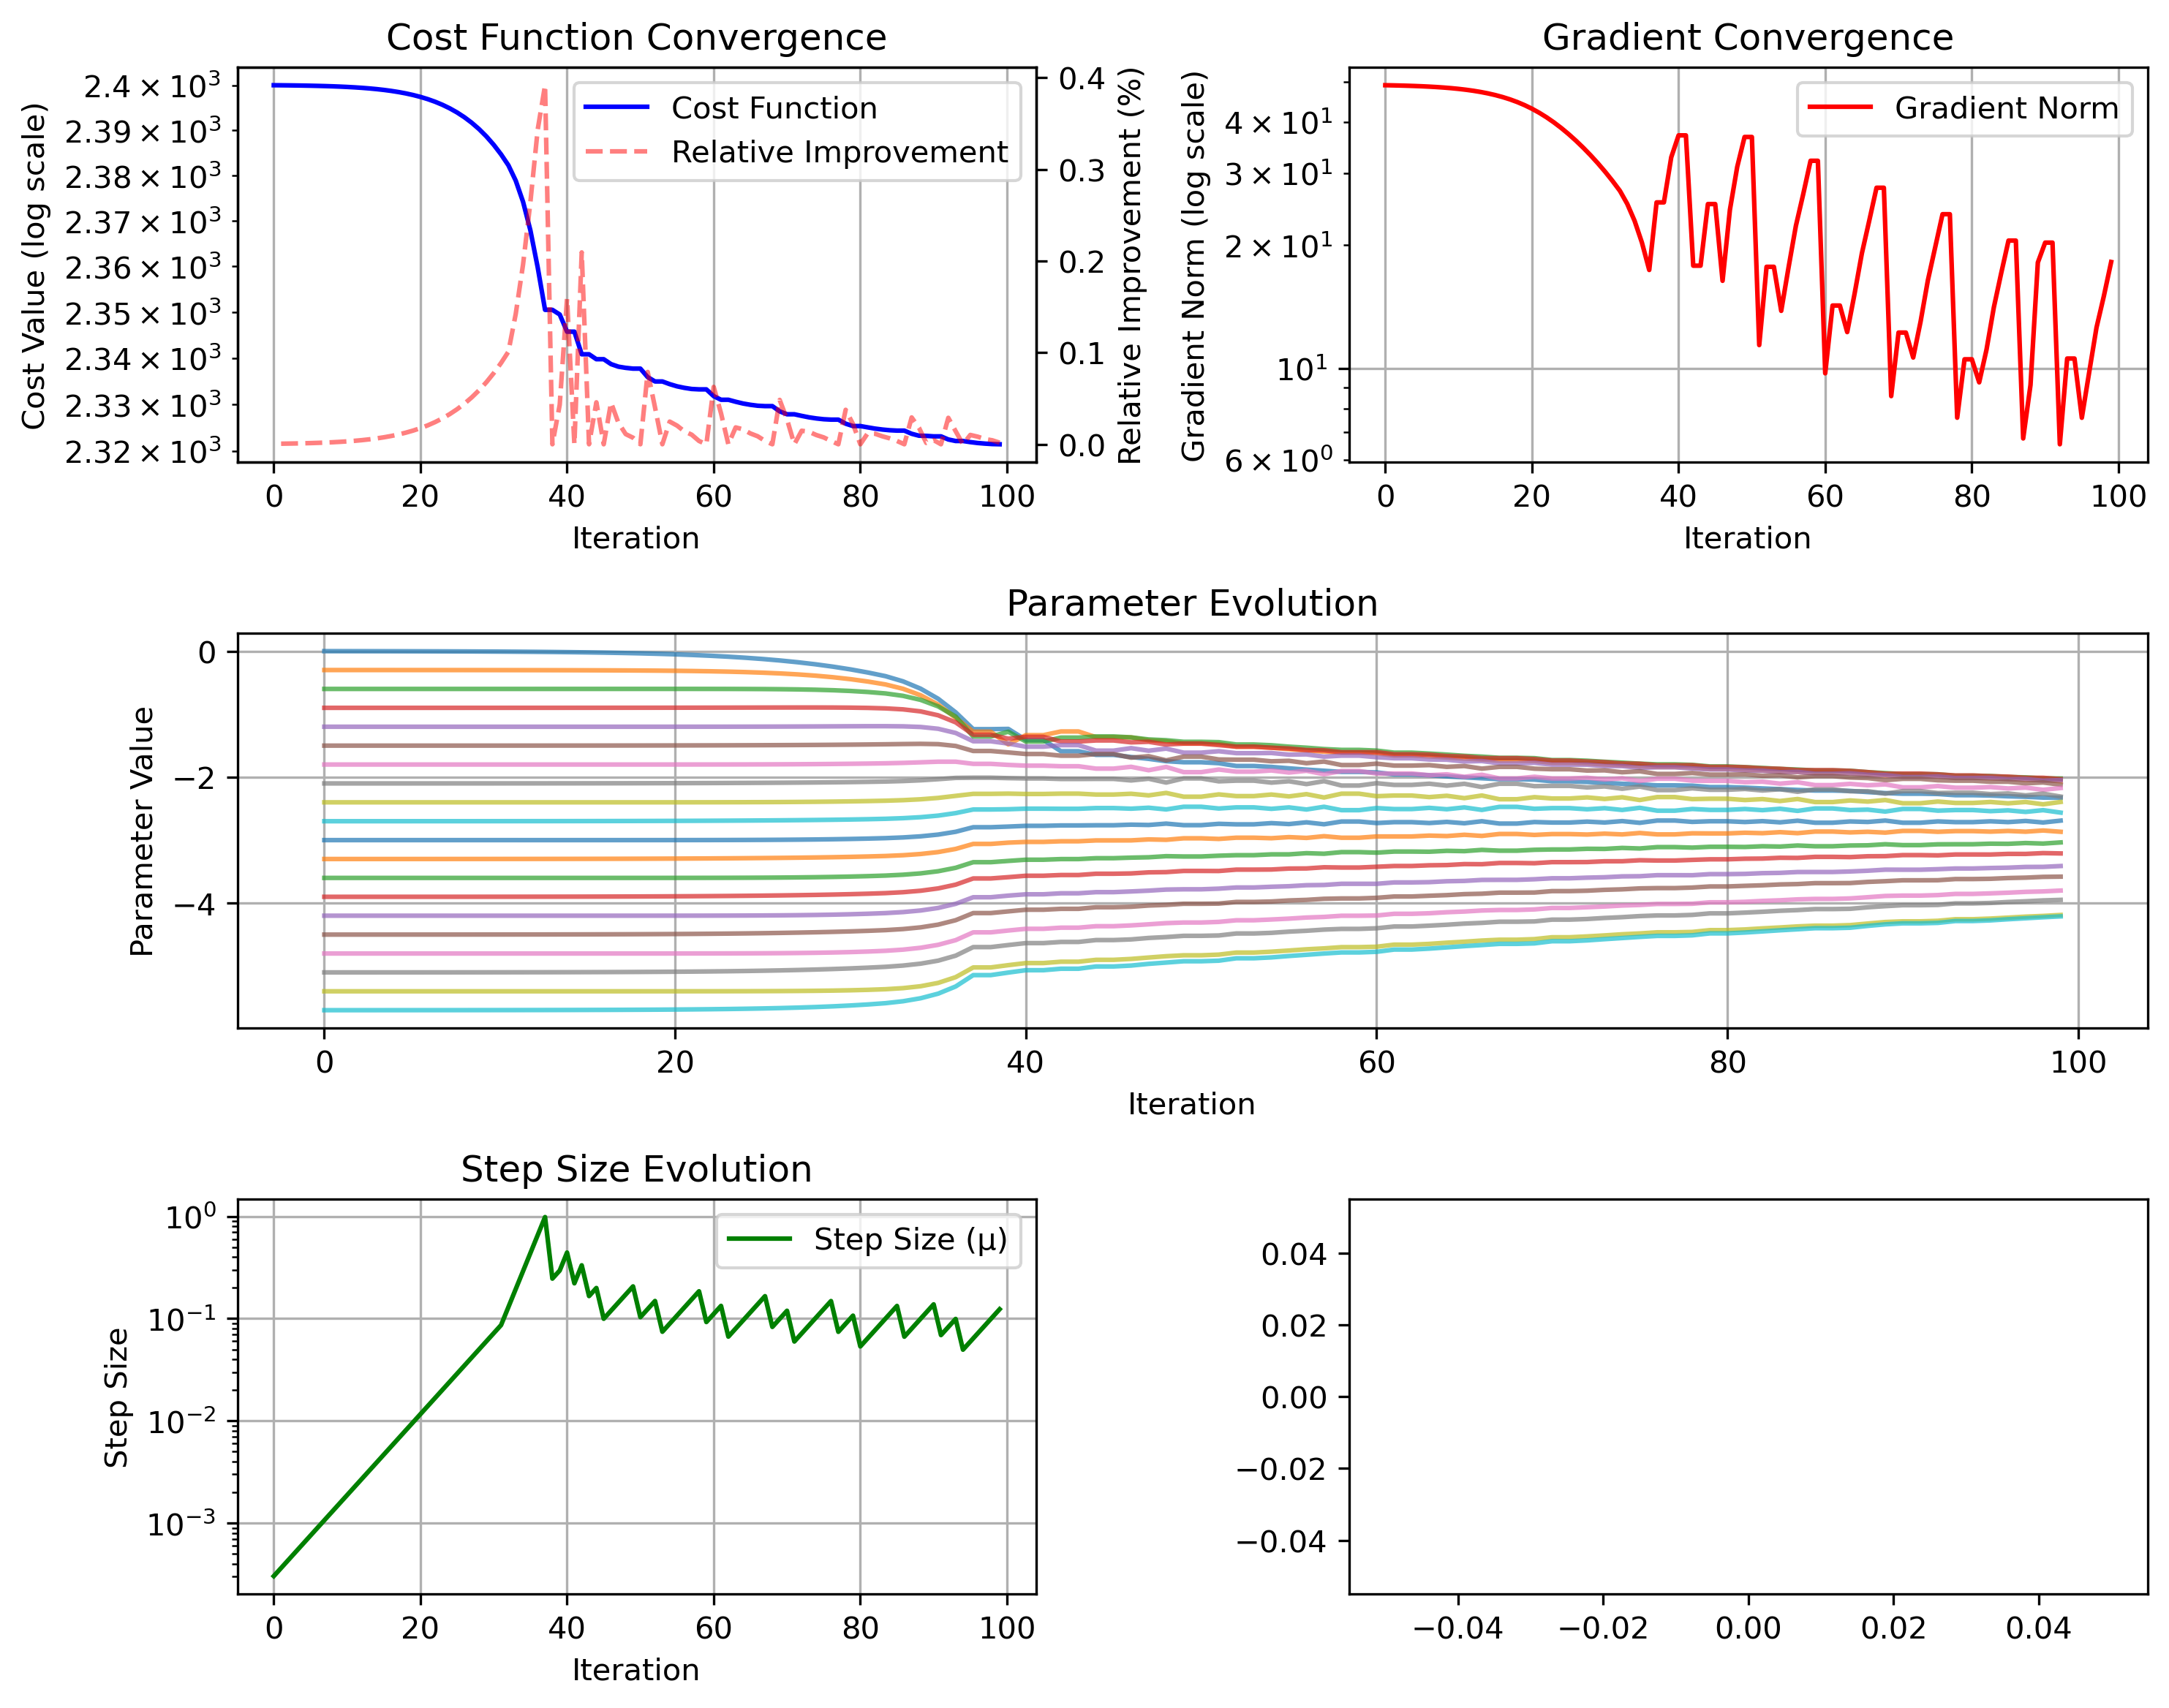 Cost Function Convergence
Cost Value (log scale)
2.4 × 10³
2.39 × 10³
2.38 × 10³
2.37 × 10³
2.36 × 10³
2.35 × 10³
2.34 × 10³
2.33 × 10³
2.32 × 10³
Cost Function
Relative Improvement
0.4
0.3
0.2
0.1
0.0
Relative Improvement (%)
0 20 40 60 80 100
Iteration
Gradient Convergence
Gradient Norm (log scale)
4 × 10¹
3 × 10¹
2 × 10¹
10¹
6 × 10⁰
Gradient Norm
0 20 40 60 80 100
Iteration
Parameter Evolution
Parameter Value
0
−2
−4
0 20 40 60 80 100
Iteration
Step Size Evolution
Step Size
10⁰
10⁻¹
10⁻²
10⁻³
Step Size (μ)
0 20 40 60 80 100
Iteration
0.04
0.02
0.00
−0.02
−0.04
−0.04 −0.02 0.00 0.02 0.04